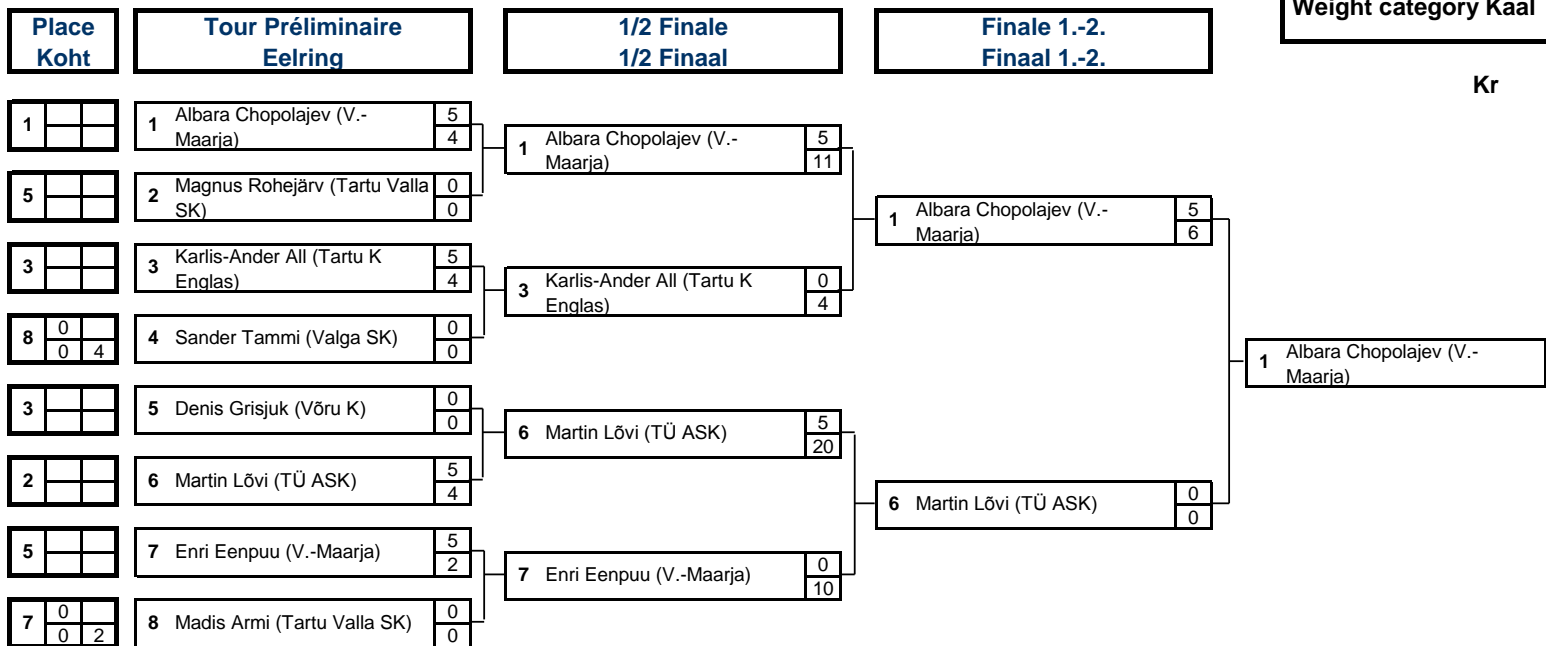 Weight category Kaal
Place
Koht
Tour Préliminaire
Eelring
1/2 Finale
1/2 Finaal
Finale 1.-2.
Finaal 1.-2.
Kr
1
1 Albara Chopolajev (V.-
Maarja)
5
4
1 Albara Chopolajev (V.-
Maarja)
5
11
5
2 Magnus Rohejärv (Tartu Valla
SK)
0
0
1 Albara Chopolajev (V.-
Maarja)
5
6
3
3 Karlis-Ander All (Tartu K
Englas)
5
4
3 Karlis-Ander All (Tartu K
Englas)
0
4
8
0
0 4
4 Sander Tammi (Valga SK)
0
0
1 Albara Chopolajev (V.-
Maarja)
3
5 Denis Grisjuk (Võru K)
0
0
6 Martin Lõvi (TÜ ASK)
5
20
2
6 Martin Lõvi (TÜ ASK)
5
4
6 Martin Lõvi (TÜ ASK)
0
0
5
7 Enri Eenpuu (V.-Maarja)
5
2
7 Enri Eenpuu (V.-Maarja)
0
10
7
0
0 2
8 Madis Armi (Tartu Valla SK)
0
0